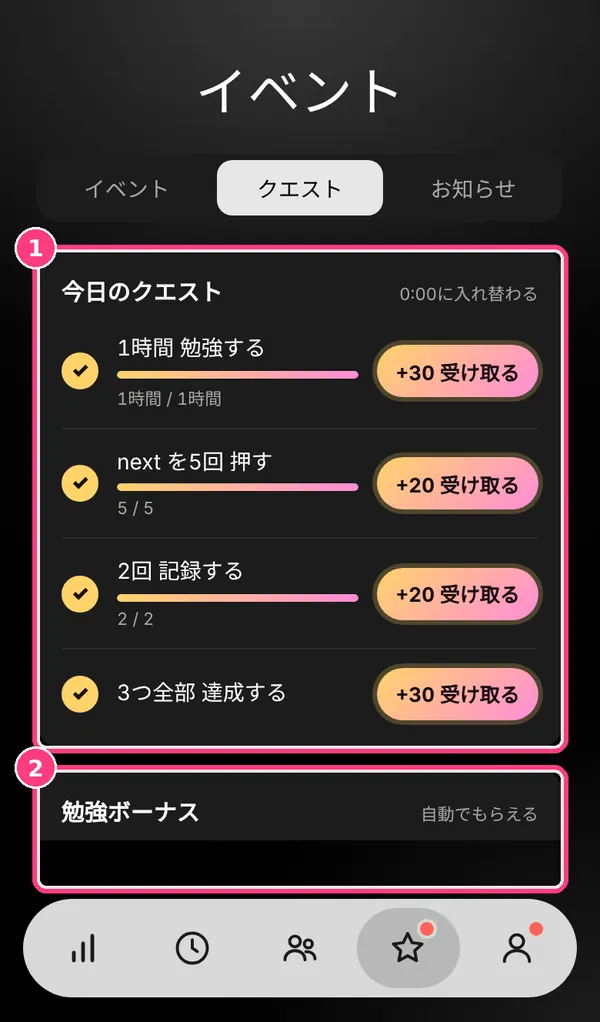 イベント
イベント
クエスト
お知らせ
1
今日のクエスト
0:00に入れ替わる
1時間 勉強する
1時間 / 1時間
+30 受け取る
next を5回 押す
5 / 5
+20 受け取る
2回 記録する
2 / 2
+20 受け取る
3つ全部 達成する
+30 受け取る
2
勉強ボーナス
自動でもらえる